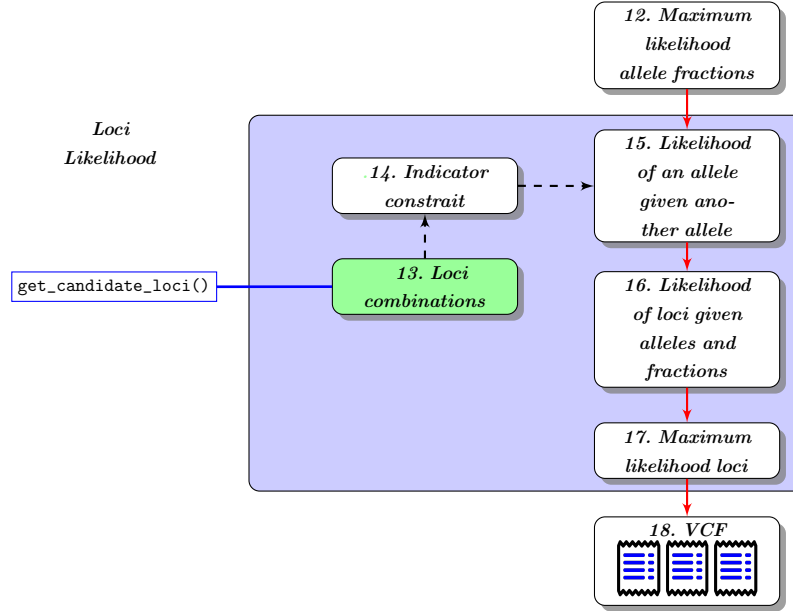 12. Maximum
likelihood
allele fractions
Loci
Likelihood
15. Likelihood
of an allele
given ano-
ther allele
14. Indicator
constrait
13. Loci
combinations
get_candidate_loci()
16. Likelihood
of loci given
alleles and
fractions
17. Maximum
likelihood loci
18. VCF